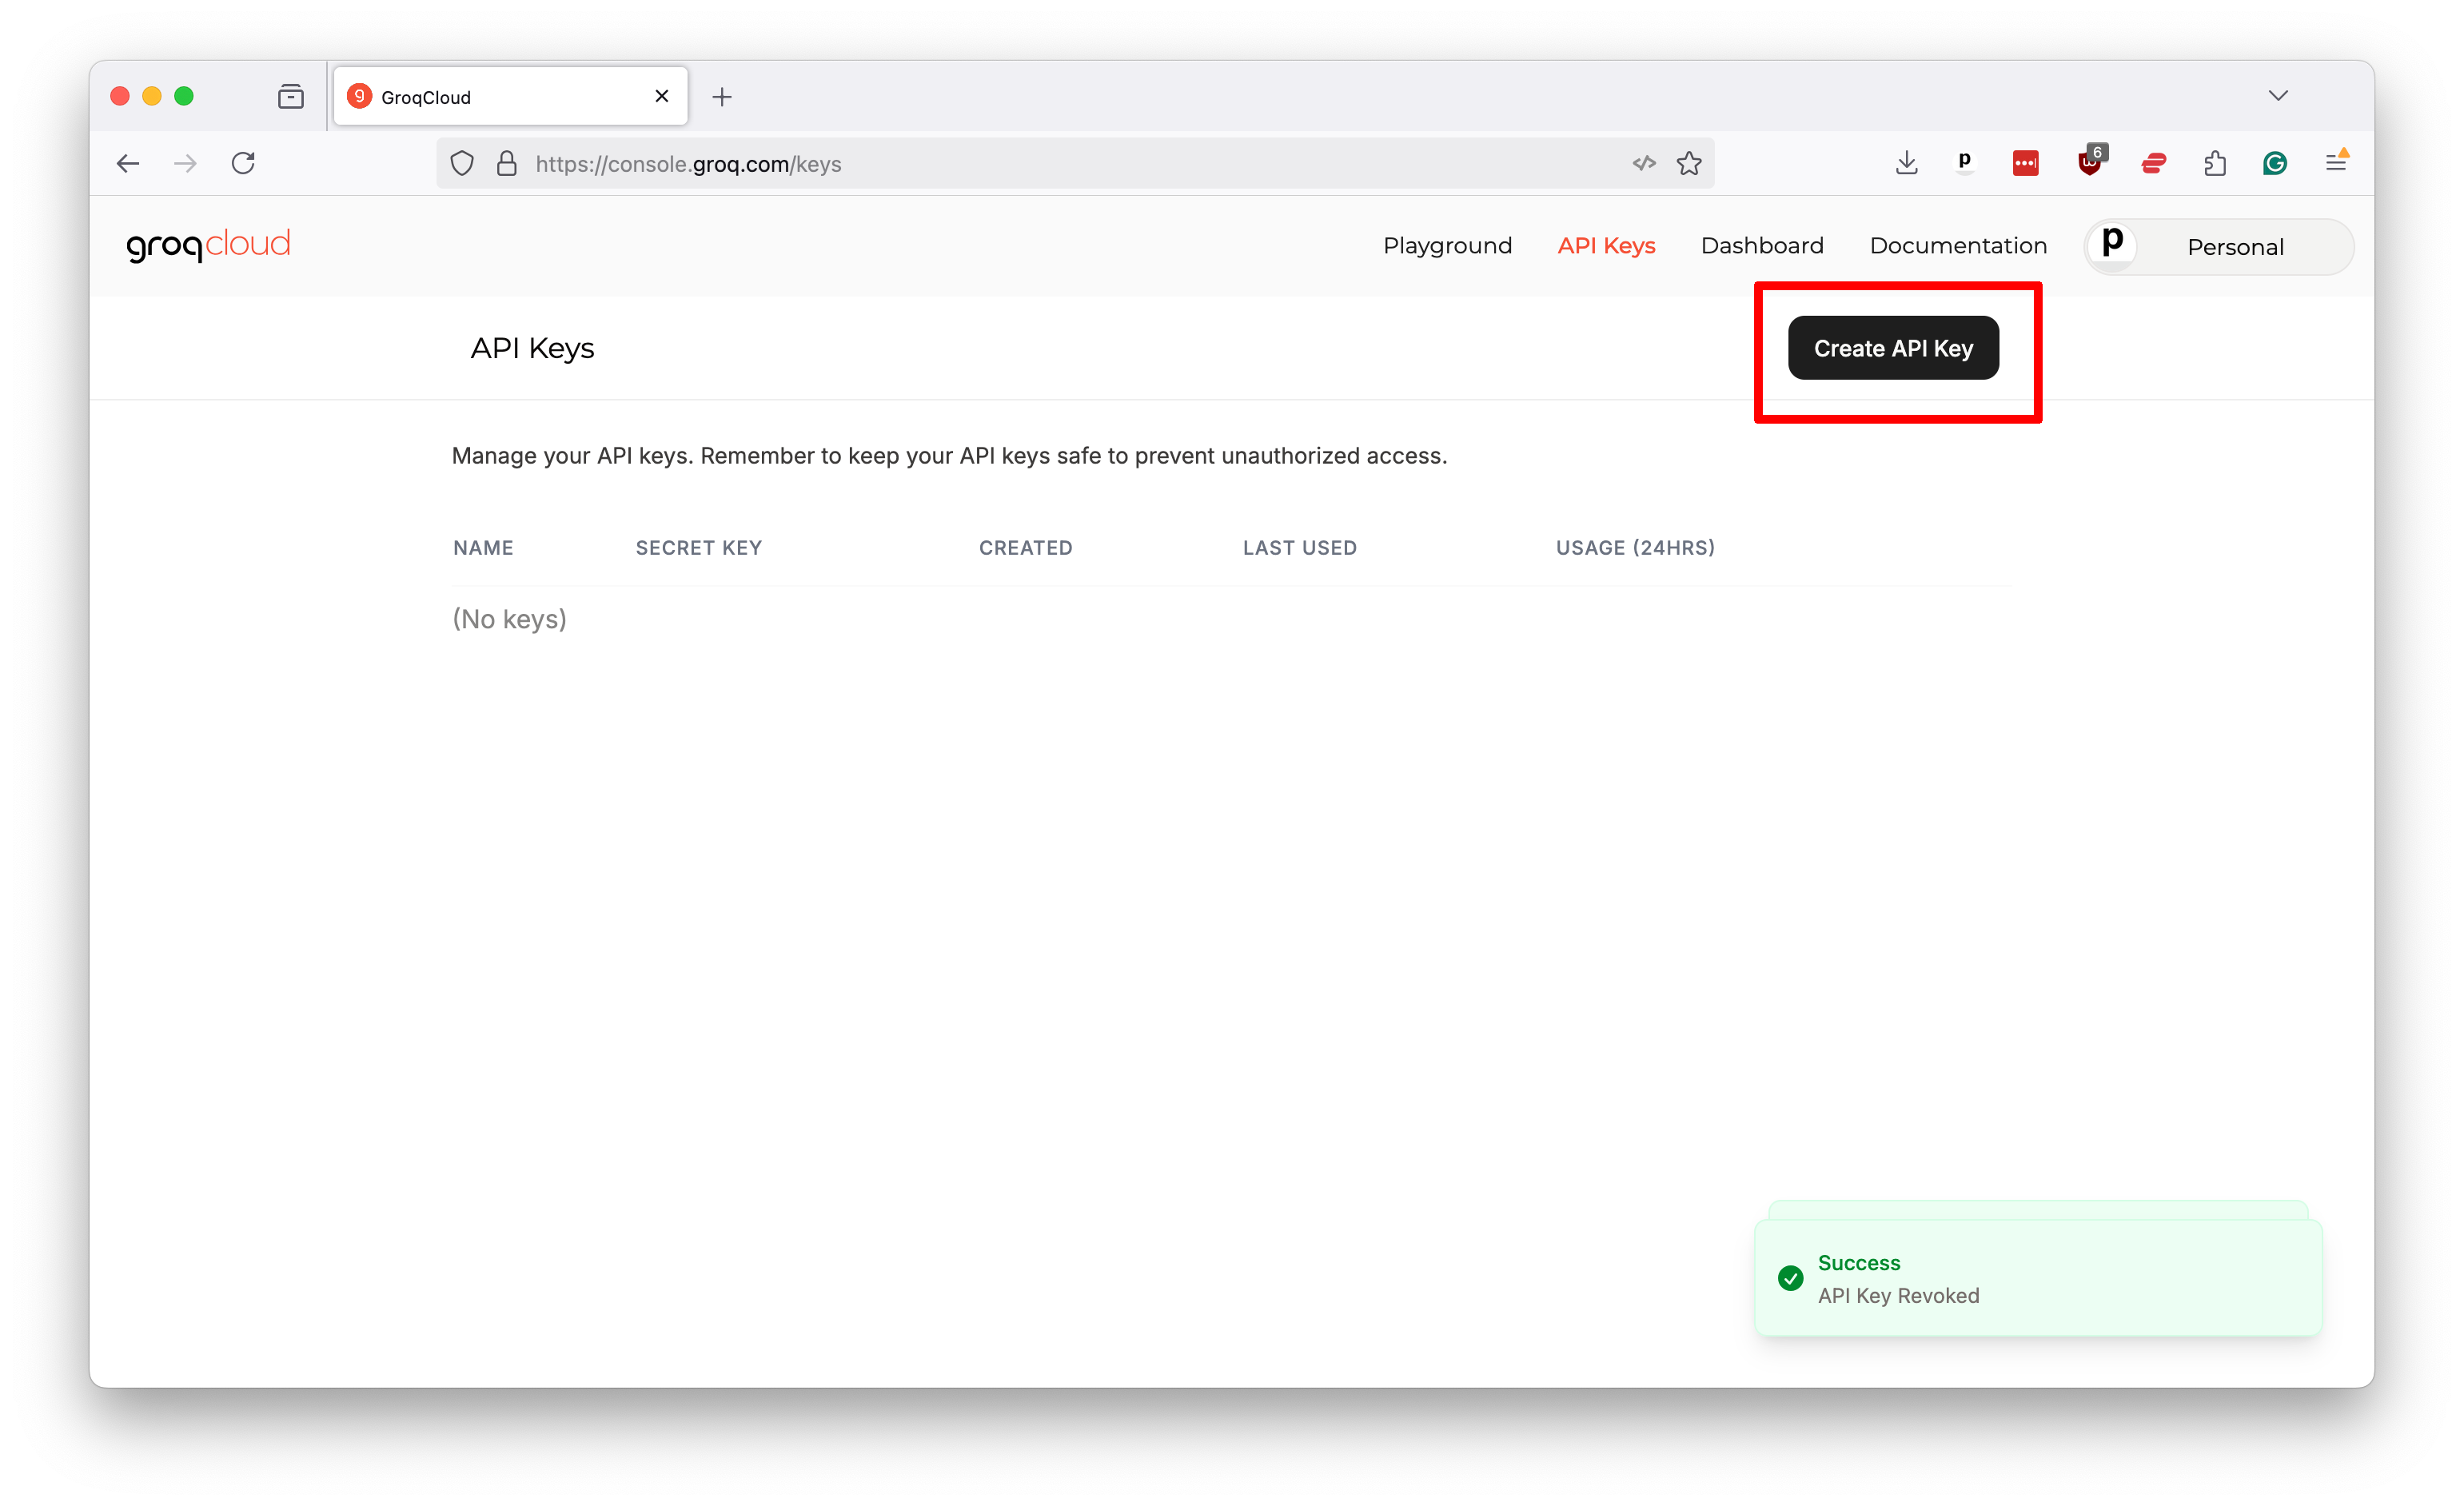 GroqCloud
https://console.groq.com/keys
6
groqcloud
Playground
API Keys
Dashboard
Documentation
p
Personal
API Keys
Create API Key
Manage your API keys. Remember to keep your API keys safe to prevent unauthorized access.
NAME SECRET KEY CREATED LAST USED USAGE (24HRS)
(No keys)
Success
API Key Revoked